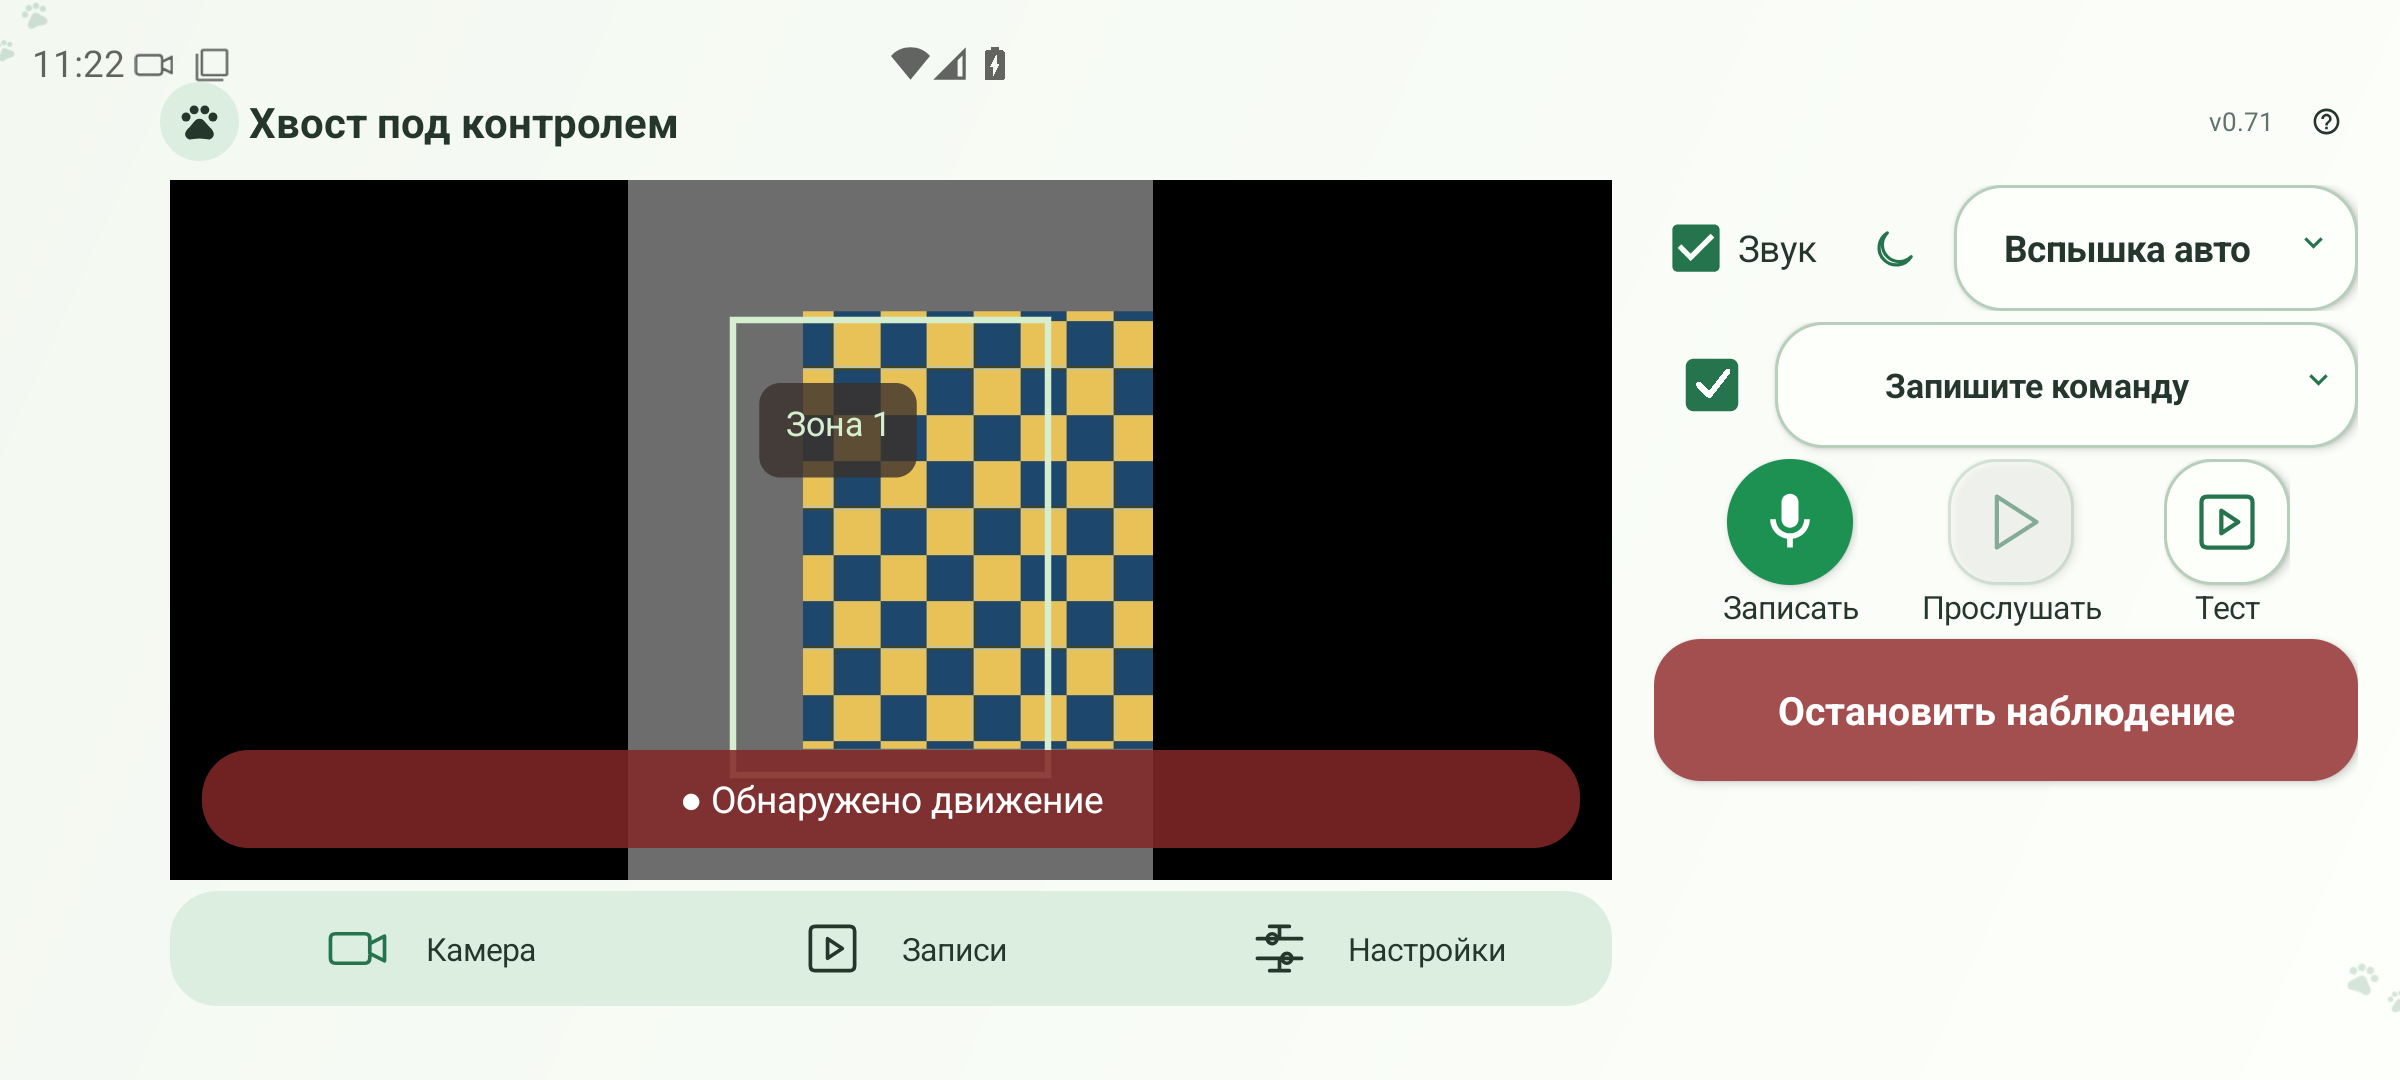 11:22
Хвост под контролем
v0.71
Звук
Вспышка авто
Зона 1
Запишите команду
Записать
Прослушать
Тест
Остановить наблюдение
Обнаружено движение
Камера
Записи
Настройки